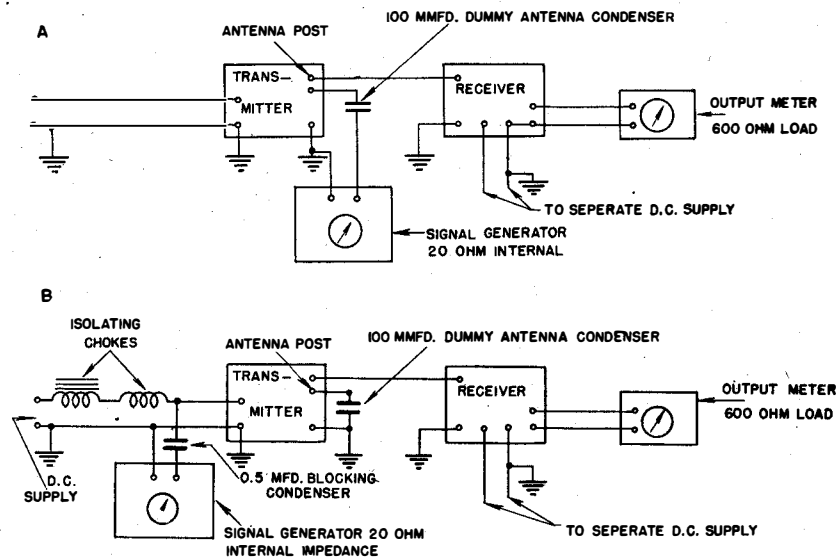 A
100 MMFD. DUMMY ANTENNA CONDENSER
ANTENNA POST
TRANS-
MITTER
RECEIVER
OUTPUT METER
600 OHM LOAD
TO SEPERATE D.C. SUPPLY
SIGNAL GENERATOR
20 OHM INTERNAL
B
ISOLATING
CHOKES
ANTENNA POST
100 MMFD. DUMMY ANTENNA CONDENSER
TRANS-
MITTER
RECEIVER
OUTPUT METER
600 OHM LOAD
D.C.
SUPPLY
0.5 MFD. BLOCKING
CONDENSER
SIGNAL GENERATOR 20 OHM
INTERNAL IMPEDANCE
TO SEPERATE D.C. SUPPLY